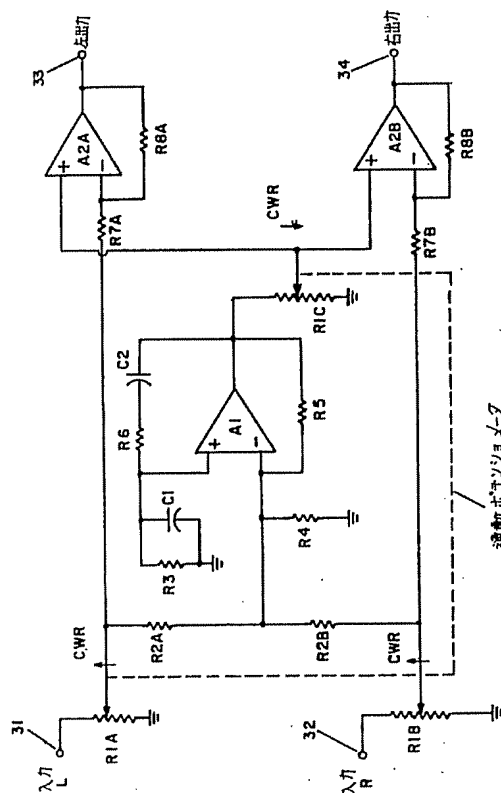 33
左出力
A2A
+
−
R8A
R7A
CWR
C2
R6
A1
+
−
R5
C1
R3
R4
R1C
CWR
R2A
R2B
CWR
31
入力
L
R1A
32
入力
R
R1B
34
右出力
A2B
+
−
R8B
R7B
連動ポテンショメータ